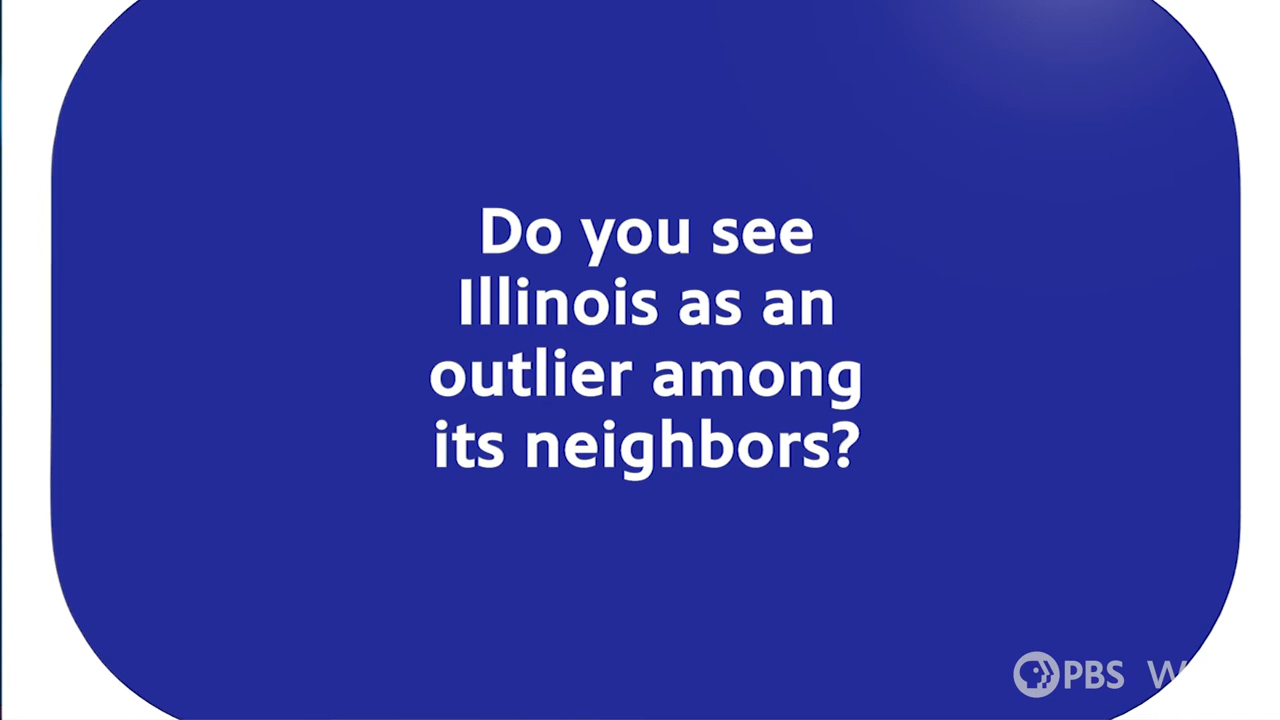 Do you see
Illinois as an
outlier among
its neighbors?
PBS W